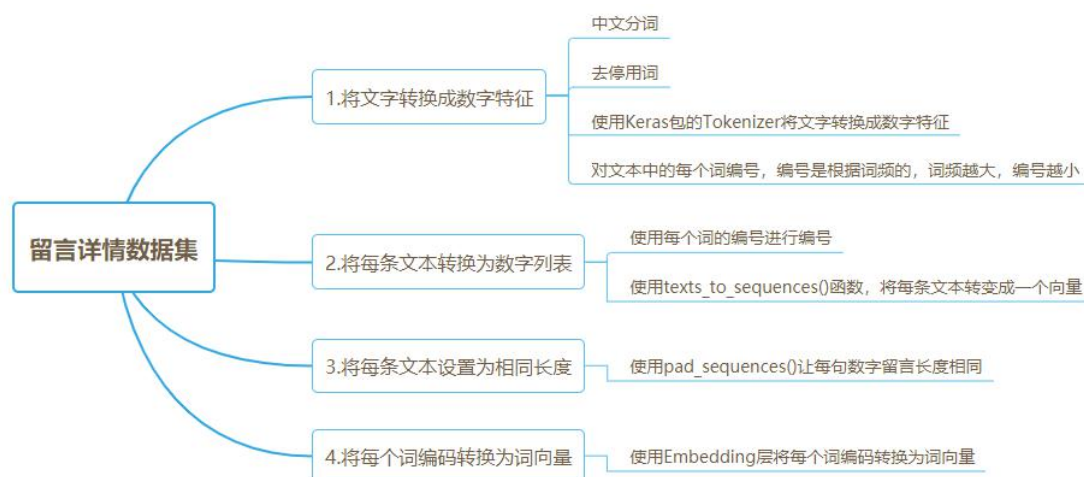 留言详情数据集
1.将文字转换成数字特征
中文分词
去停用词
使用Keras包的Tokenizer将文字转换成数字特征
对文本中的每个词编号，编号是根据词频的，词频越大，编号越小
2.将每条文本转换为数字列表
使用每个词的编号进行编号
使用texts_to_sequences()函数，将每条文本转变成一个向量
3.将每条文本设置为相同长度
使用pad_sequences()让每句数字留言长度相同
4.将每个词编码转换为词向量
使用Embedding层将每个词编码转换为词向量